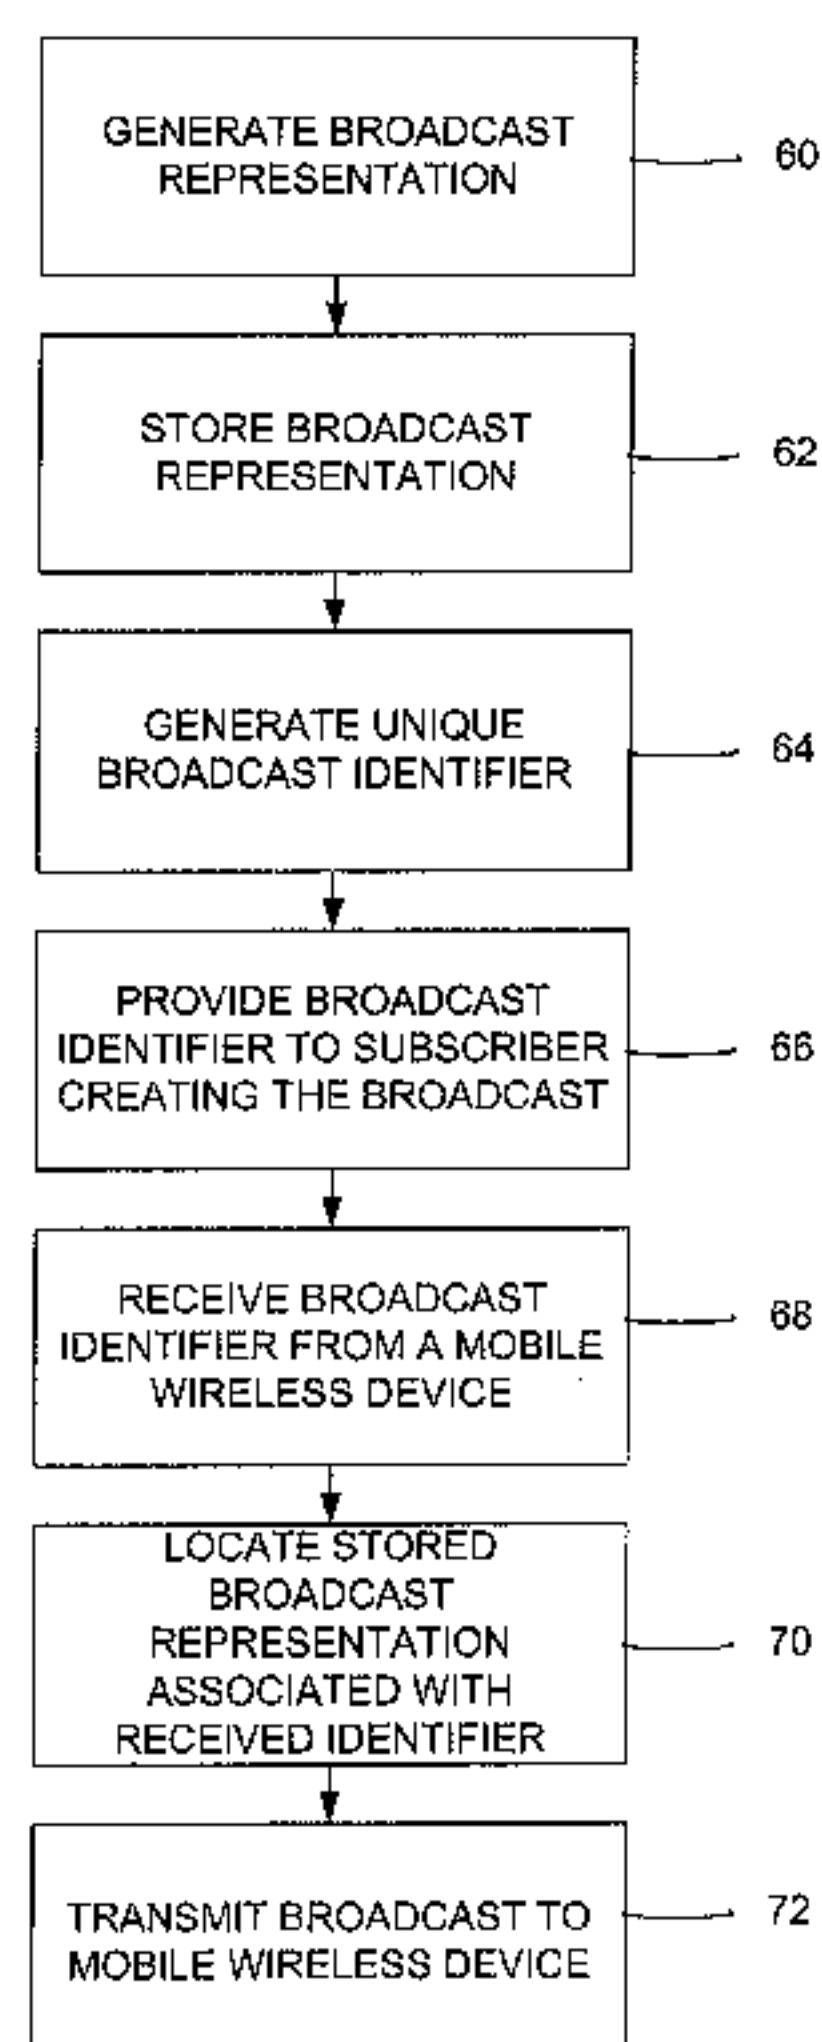 GENERATE BROADCAST
REPRESENTATION
60
STORE BROADCAST
REPRESENTATION
62
GENERATE UNIQUE
BROADCAST IDENTIFIER
64
PROVIDE BROADCAST
IDENTIFIER TO SUBSCRIBER
CREATING THE BROADCAST
66
RECEIVE BROADCAST
IDENTIFIER FROM A MOBILE
WIRELESS DEVICE
68
LOCATE STORED
BROADCAST
REPRESENTATION
ASSOCIATED WITH
RECEIVED IDENTIFIER
70
TRANSMIT BROADCAST TO
MOBILE WIRELESS DEVICE
72